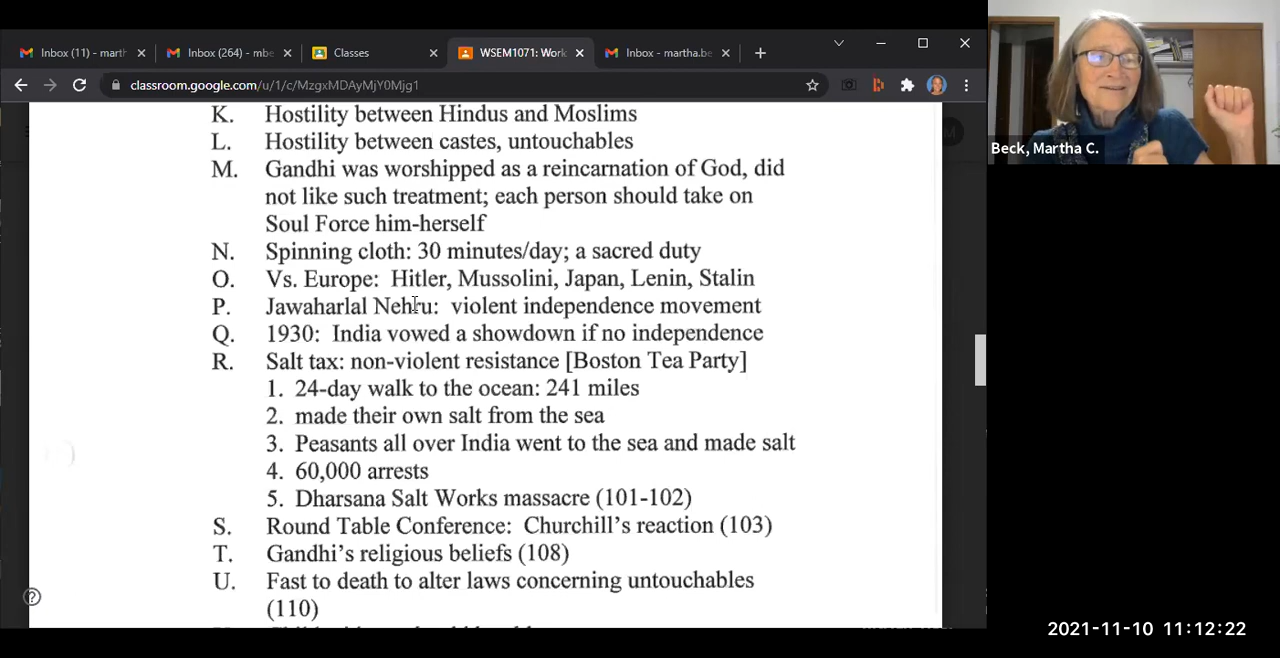 Inbox (11) - marth
Inbox (264) - mbe
Classes
WSEM1071: Work
Inbox - martha.be
classroom.google.com/u/1/c/MzgxMDAyMjY0Mjg1
K. Hostility between Hindus and Moslims
L. Hostility between castes, untouchables
M. Gandhi was worshipped as a reincarnation of God, did
not like such treatment; each person should take on
Soul Force him-herself
N. Spinning cloth: 30 minutes/day; a sacred duty
O. Vs. Europe: Hitler, Mussolini, Japan, Lenin, Stalin
P. Jawaharlal Nehru: violent independence movement
Q. 1930: India vowed a showdown if no independence
R. Salt tax: non-violent resistance [Boston Tea Party]
1. 24-day walk to the ocean: 241 miles
2. made their own salt from the sea
3. Peasants all over India went to the sea and made salt
4. 60,000 arrests
5. Dharsana Salt Works massacre (101-102)
S. Round Table Conference: Churchill's reaction (103)
T. Gandhi's religious beliefs (108)
U. Fast to death to alter laws concerning untouchables
(110)
Beck, Martha C.
2021-11-10 11:12:22